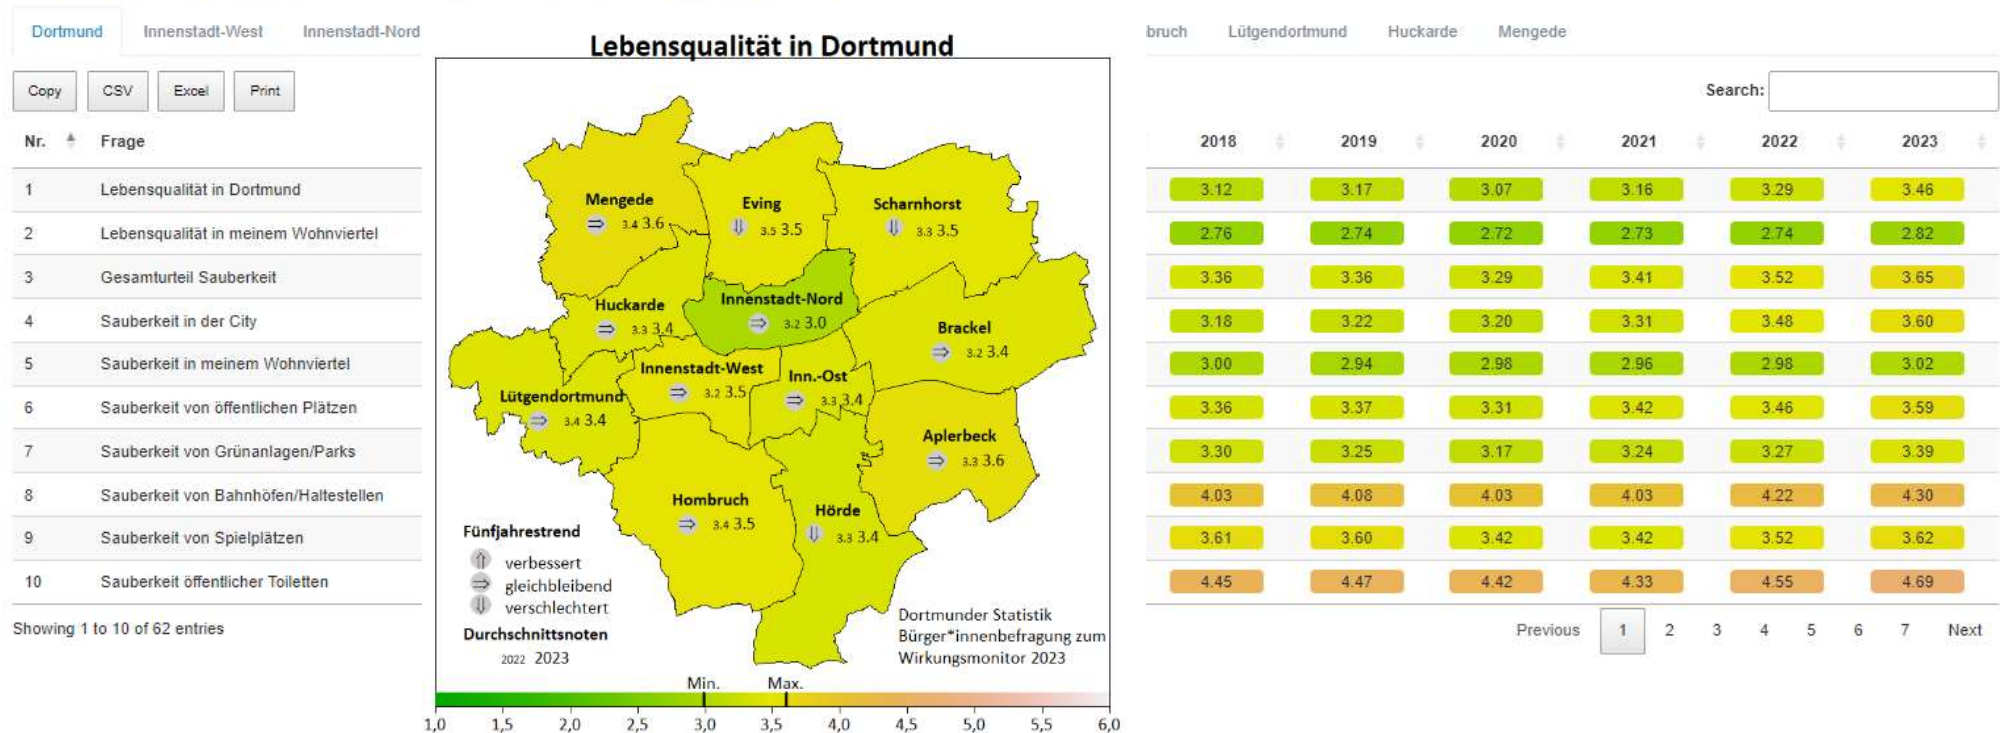 Dortmund Innenstadt-West Innenstadt-Nord
Copy CSV Excel Print
Nr. Frage
1 Lebensqualität in Dortmund
2 Lebensqualität in meinem Wohnviertel
3 Gesamturteil Sauberkeit
4 Sauberkeit in der City
5 Sauberkeit in meinem Wohnviertel
6 Sauberkeit von öffentlichen Plätzen
7 Sauberkeit von Grünanlagen/Parks
8 Sauberkeit von Bahnhöfen/Haltestellen
9 Sauberkeit von Spielplätzen
10 Sauberkeit öffentlicher Toiletten
Showing 1 to 10 of 62 entries
Lebensqualität in Dortmund
Mengede
3.4 3.6
Eving
3.5 3.5
Scharnhorst
3.3 3.5
Huckarde
3.3 3.4
Innenstadt-Nord
3.2 3.0
Brackel
3.2 3.4
Innenstadt-West
3.2 3.5
Inn.-Ost
3.3 3.4
Lütgendortmund
3.4 3.4
Aplerbeck
3.3 3.6
Hombruch
3.4 3.5
Hörde
3.3 3.4
Fünfjahrestrend
verbessert
gleichbleibend
verschlechtert
Durchschnittsnoten
2022 2023
Dortmunder Statistik
Bürger*innenbefragung zum
Wirkungsmonitor 2023
Min. Max.
1,0 1,5 2,0 2,5 3,0 3,5 4,0 4,5 5,0 5,5 6,0
bruch Lütgendortmund Huckarde Mengede
Search:
2018 2019 2020 2021 2022 2023
3.12 3.17 3.07 3.16 3.29 3.46
2.76 2.74 2.72 2.73 2.74 2.82
3.36 3.36 3.29 3.41 3.52 3.65
3.18 3.22 3.20 3.31 3.48 3.60
3.00 2.94 2.98 2.96 2.98 3.02
3.36 3.37 3.31 3.42 3.46 3.59
3.30 3.25 3.17 3.24 3.27 3.39
4.03 4.08 4.03 4.03 4.22 4.30
3.61 3.60 3.42 3.42 3.52 3.62
4.45 4.47 4.42 4.33 4.55 4.69
Previous 1 2 3 4 5 6 7 Next